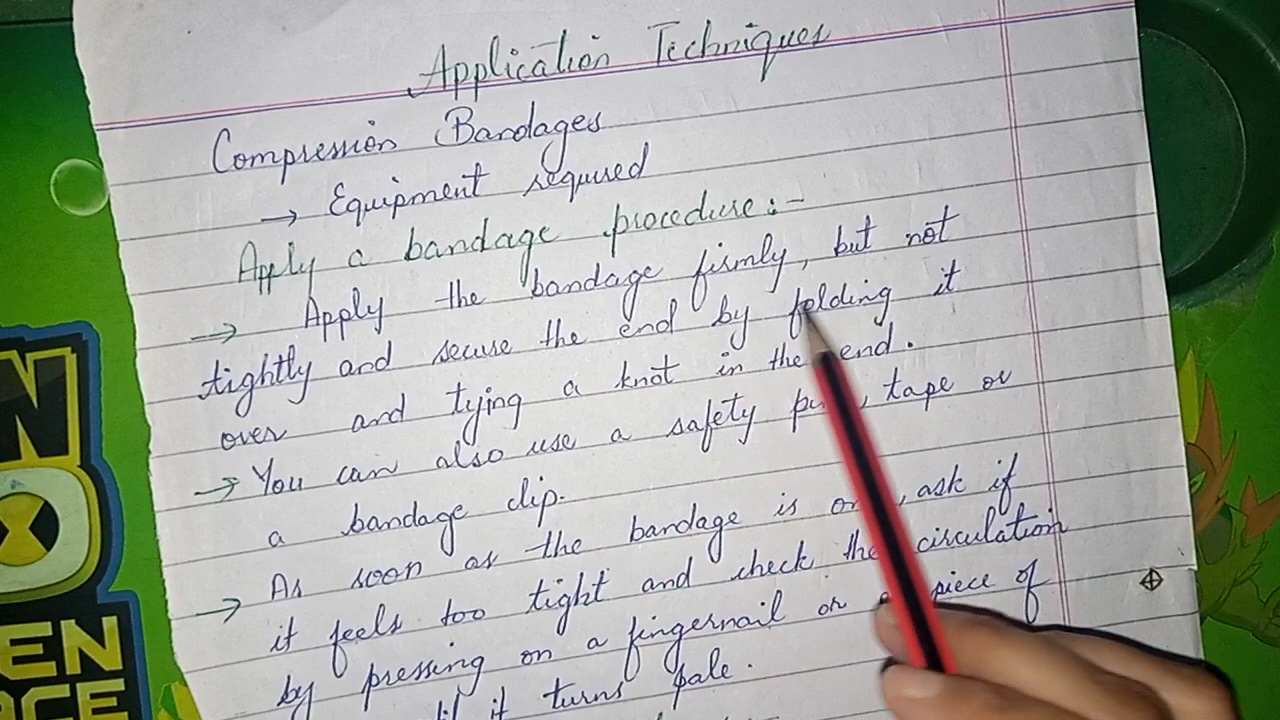 Application Techniques
Compression Bandages
→ Equipment required
Apply a bandage procedure:-
→ Apply the bandage firmly, but not
tightly and secure the end by folding it
over and tying a knot in the end.
→ You can also use a safety , tape or
a bandage clip.
→ As soon as the bandage is , ask if
it feels too tight and check the circulation
by pressing on a fingernail or piece of
it turns pale.
N
EN
ACE